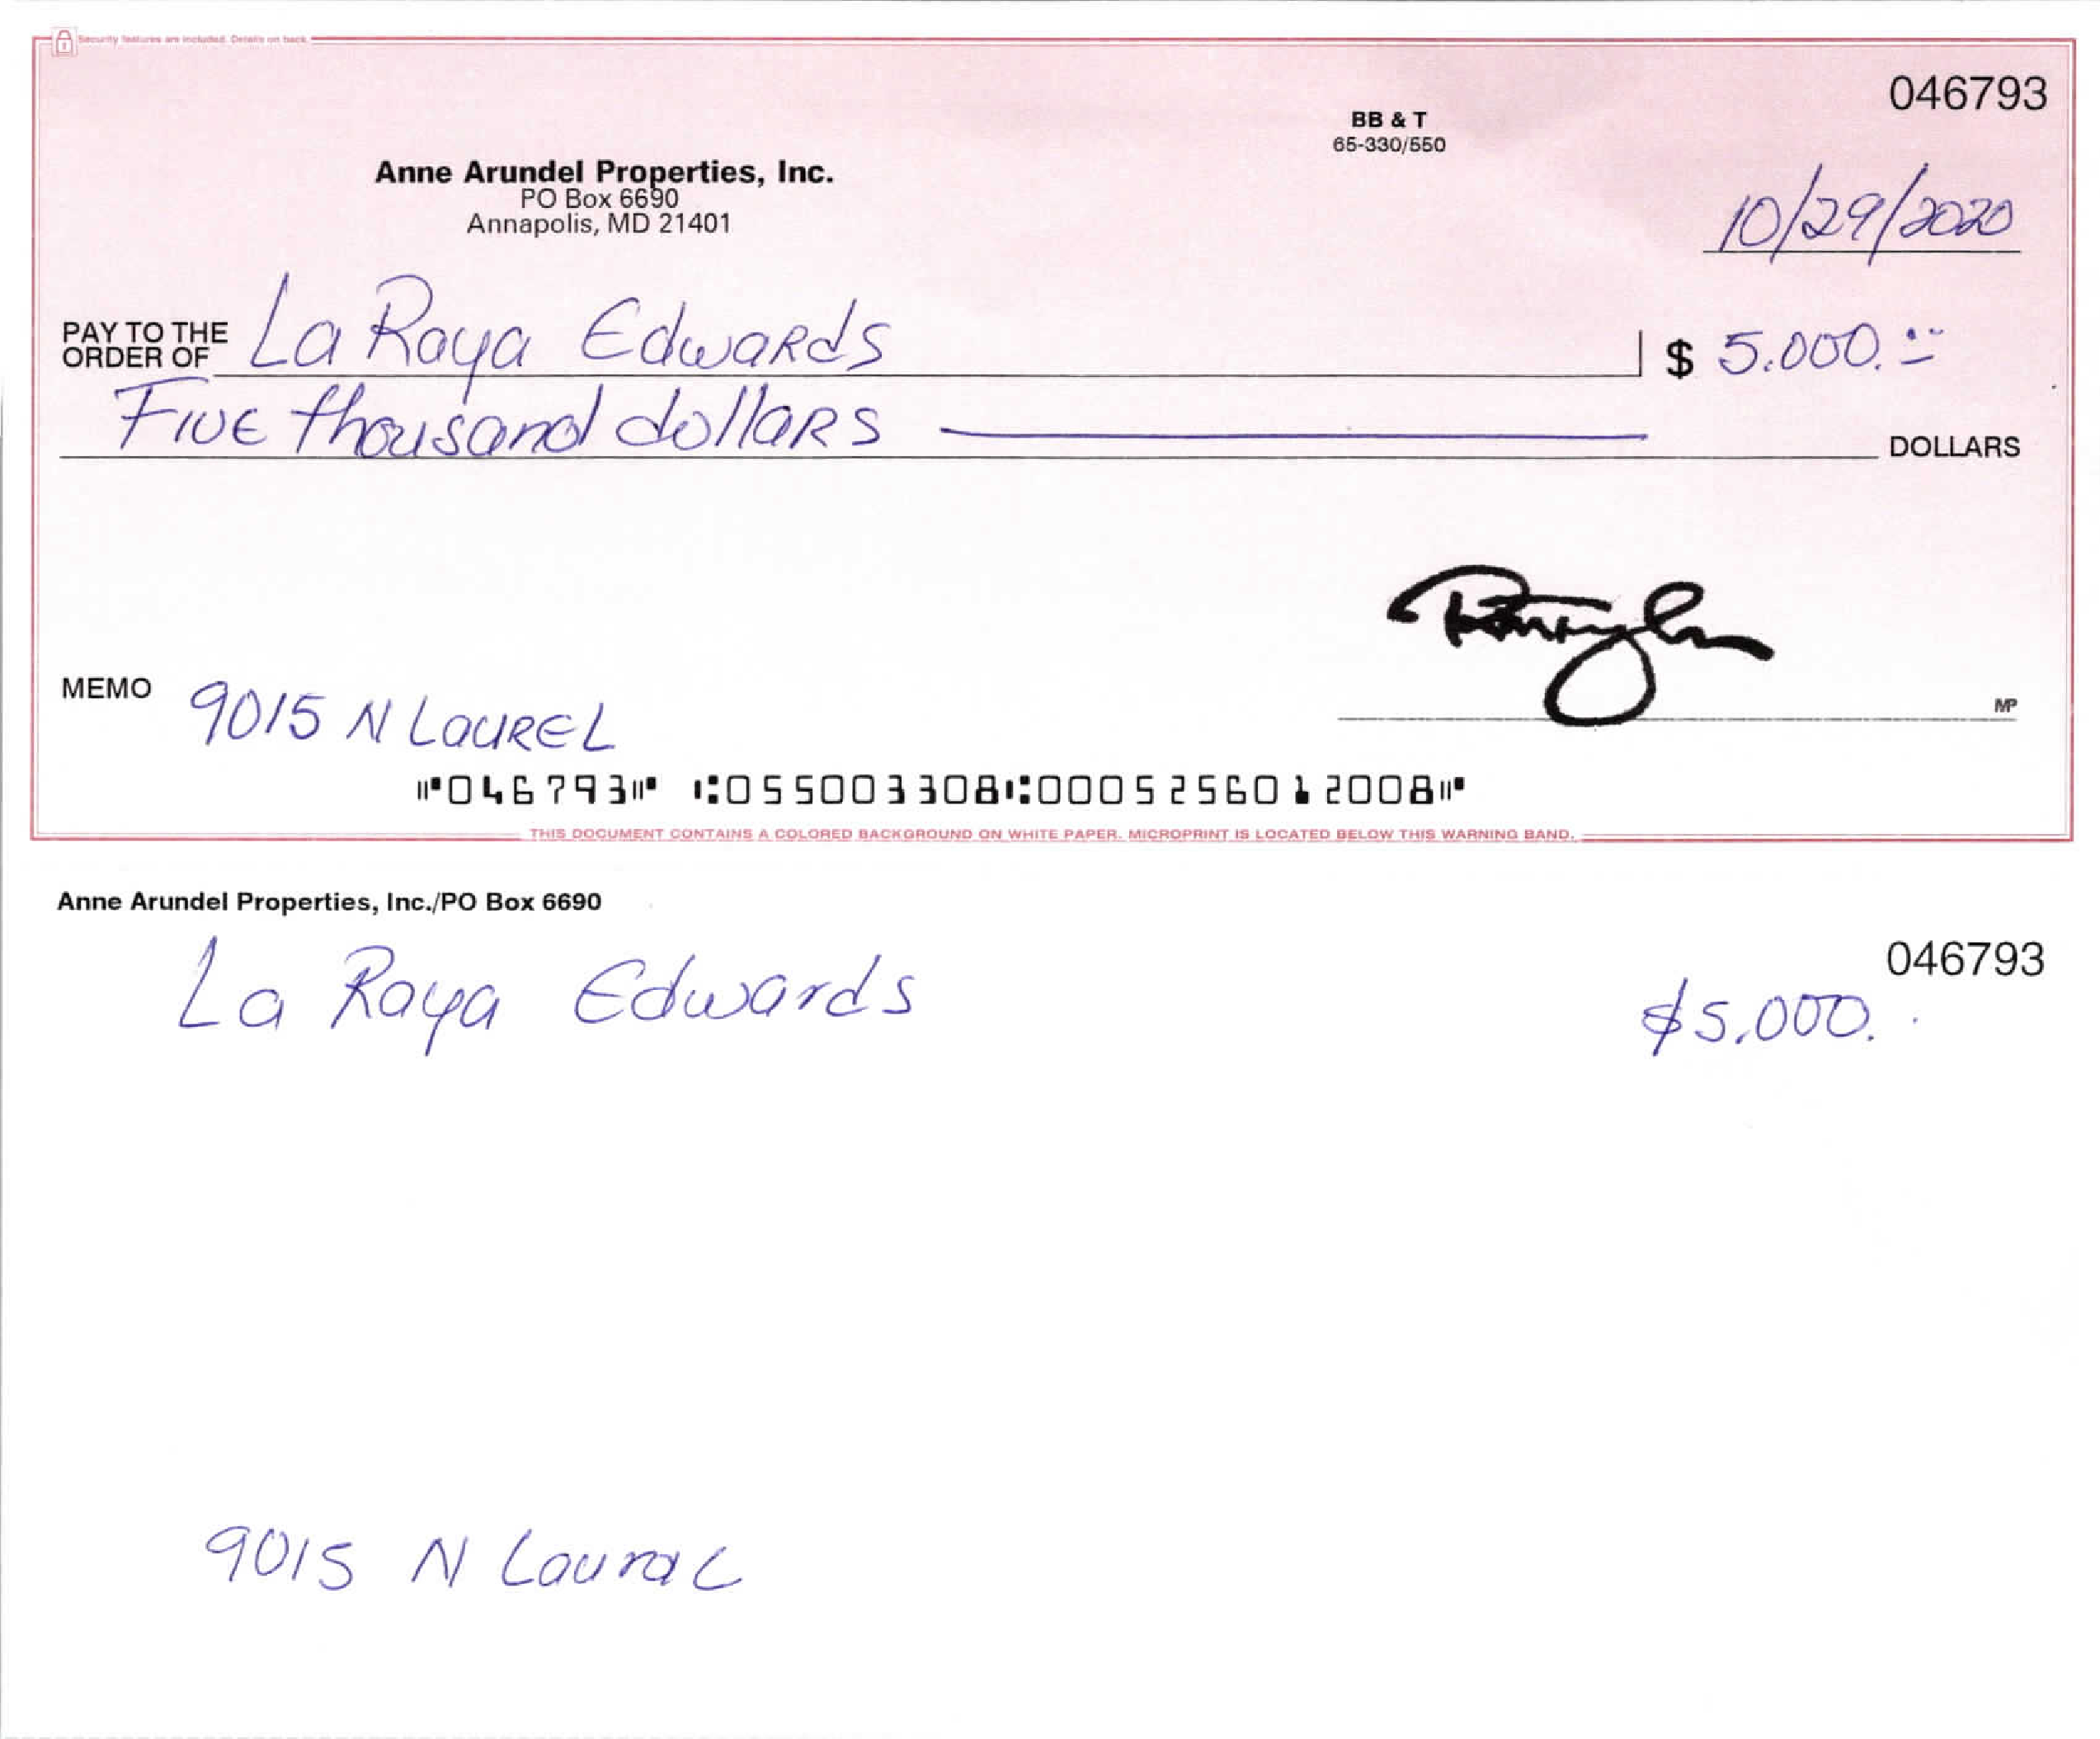 Security features are included. Details on back.
046793
BB & T
65-330/550
Anne Arundel Properties, Inc.
PO Box 6690
Annapolis, MD 21401
10/29/2020
PAY TO THE
ORDER OF La Raya Edwards $ 5.000.
Five thousand dollars DOLLARS
MEMO 9015 N Laurel
MP
⑈046793⑈ ⑆055003308⑆0005256012008⑈
THIS DOCUMENT CONTAINS A COLORED BACKGROUND ON WHITE PAPER. MICROPRINT IS LOCATED BELOW THIS WARNING BAND.
Anne Arundel Properties, Inc./PO Box 6690
046793
La Raya Edwards $5,000.
9015 N Laural